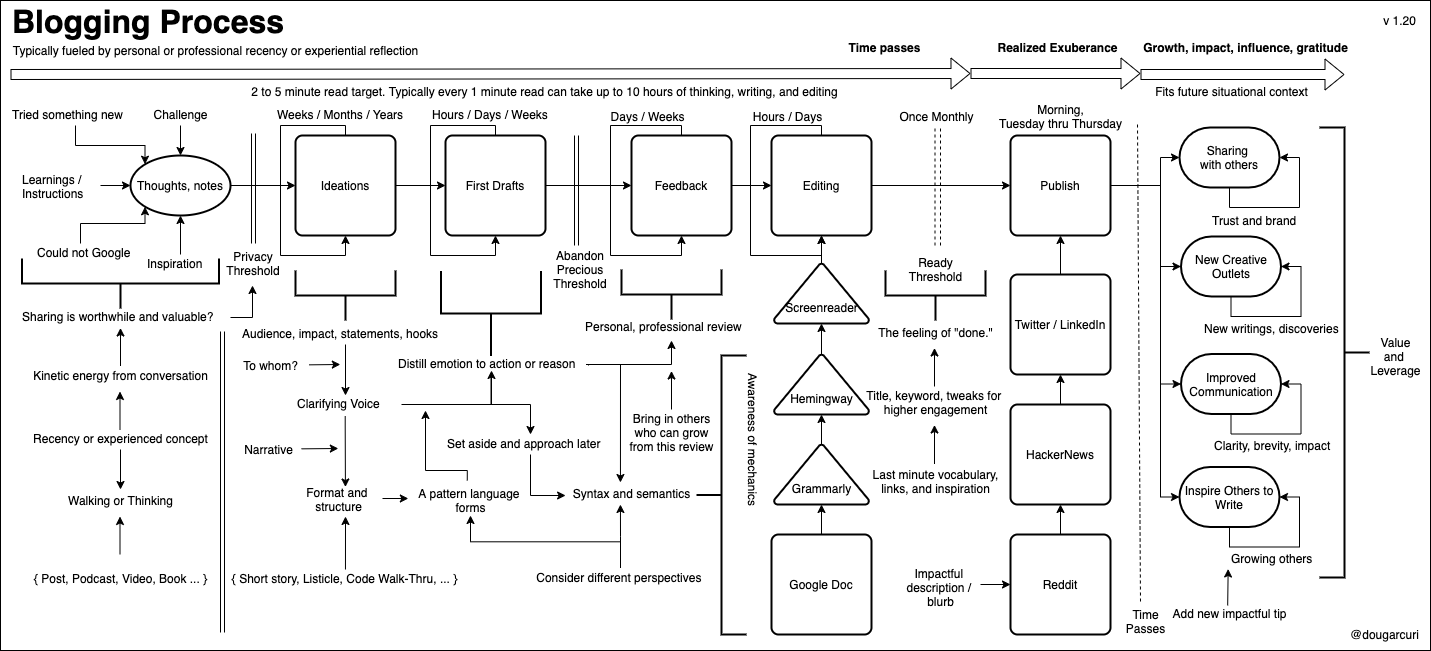 Blogging Process
v 1.20
Typically fueled by personal or professional recency or experiential reflection
Time passes
Realized Exuberance
Growth, impact, influence, gratitude
2 to 5 minute read target. Typically every 1 minute read can take up to 10 hours of thinking, writing, and editing
Fits future situational context
Tried something new
Challenge
Learnings /
Instructions
Thoughts, notes
Could not Google
Inspiration
Privacy
Threshold
Sharing is worthwhile and valuable?
Kinetic energy from conversation
Recency or experienced concept
Walking or Thinking
{ Post, Podcast, Video, Book ... }
Weeks / Months / Years
Ideations
Audience, impact, statements, hooks
To whom?
Clarifying Voice
Narrative
Format and
structure
{ Short story, Listicle, Code Walk-Thru, ... }
Hours / Days / Weeks
First Drafts
Distill emotion to action or reason
Set aside and approach later
A pattern language
forms
Syntax and semantics
Consider different perspectives
Abandon
Precious
Threshold
Days / Weeks
Feedback
Personal, professional review
Bring in others
who can grow
from this review
Awareness of mechanics
Hours / Days
Editing
Screenreader
Hemingway
Grammarly
Google Doc
Once Monthly
Ready
Threshold
The feeling of "done."
Title, keyword, tweaks for
higher engagement
Last minute vocabulary,
links, and inspiration
Impactful
description /
blurb
Morning,
Tuesday thru Thursday
Publish
Twitter / LinkedIn
HackerNews
Reddit
Time
Passes
Sharing
with others
Trust and brand
New Creative
Outlets
New writings, discoveries
Improved
Communication
Clarity, brevity, impact
Inspire Others to
Write
Growing others
Add new impactful tip
Value
and
Leverage
@dougarcuri